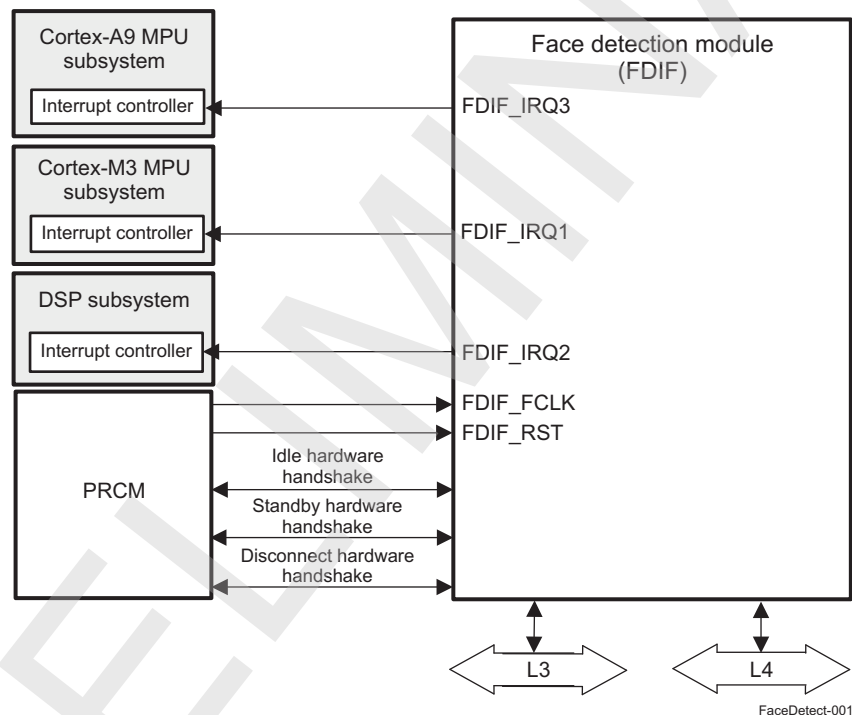 Cortex-A9 MPU
subsystem
Interrupt controller
Cortex-M3 MPU
subsystem
Interrupt controller
DSP subsystem
Interrupt controller
PRCM
Face detection module
(FDIF)
FDIF_IRQ3
FDIF_IRQ1
FDIF_IRQ2
FDIF_FCLK
FDIF_RST
Idle hardware
handshake
Standby hardware
handshake
Disconnect hardware
handshake
L3
L4
FaceDetect-001
ELIMINA